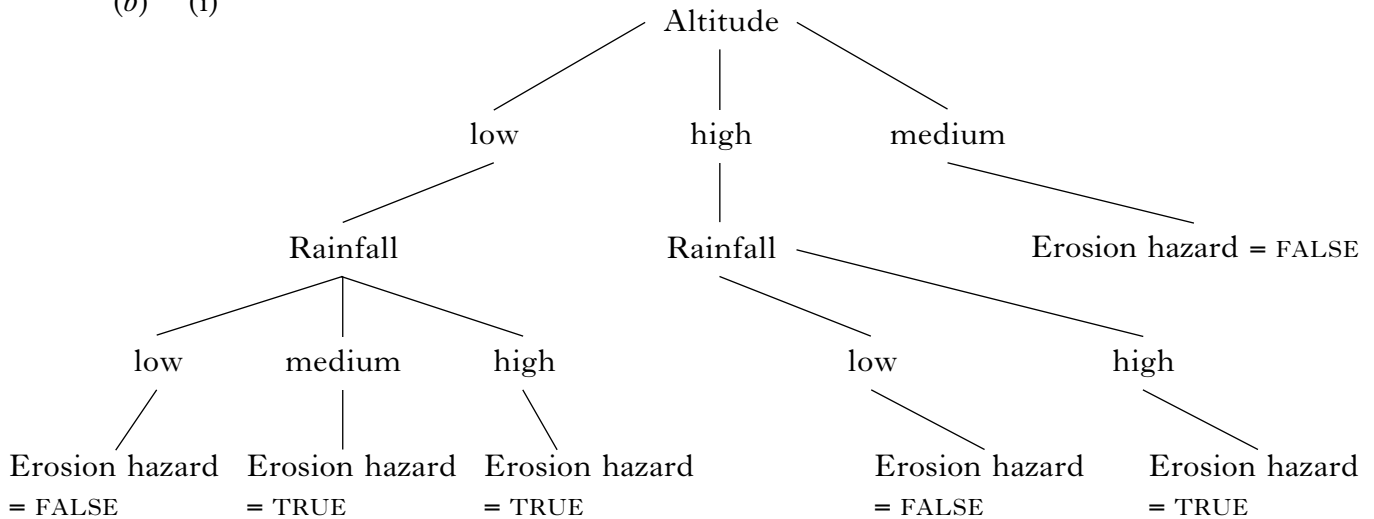 (b) (i)
Altitude
low high medium
Rainfall Rainfall Erosion hazard = FALSE
low medium high low high
Erosion hazard Erosion hazard Erosion hazard Erosion hazard Erosion hazard
= FALSE = TRUE = TRUE = FALSE = TRUE